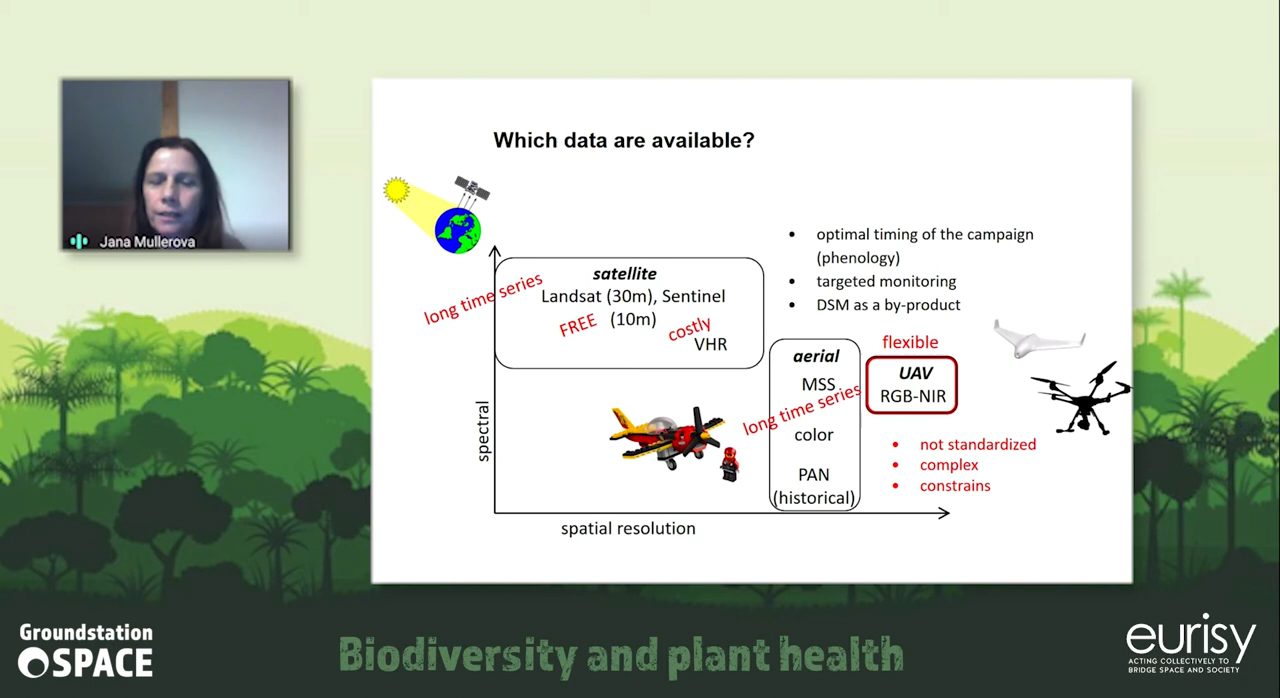 Jana Mullerova
Which data are available?
optimal timing of the campaign
(phenology)
targeted monitoring
DSM as a by-product
satellite
long time series
Landsat (30m), Sentinel
FREE (10m) costly
VHR
flexible
aerial
UAV
MSS
RGB-NIR
long time series
color
PAN
(historical)
not standardized
complex
constrains
spectral
spatial resolution
Groundstation
SPACE
Biodiversity and plant health
eurisy
ACTING COLLECTIVELY TO
BRIDGE SPACE AND SOCIETY